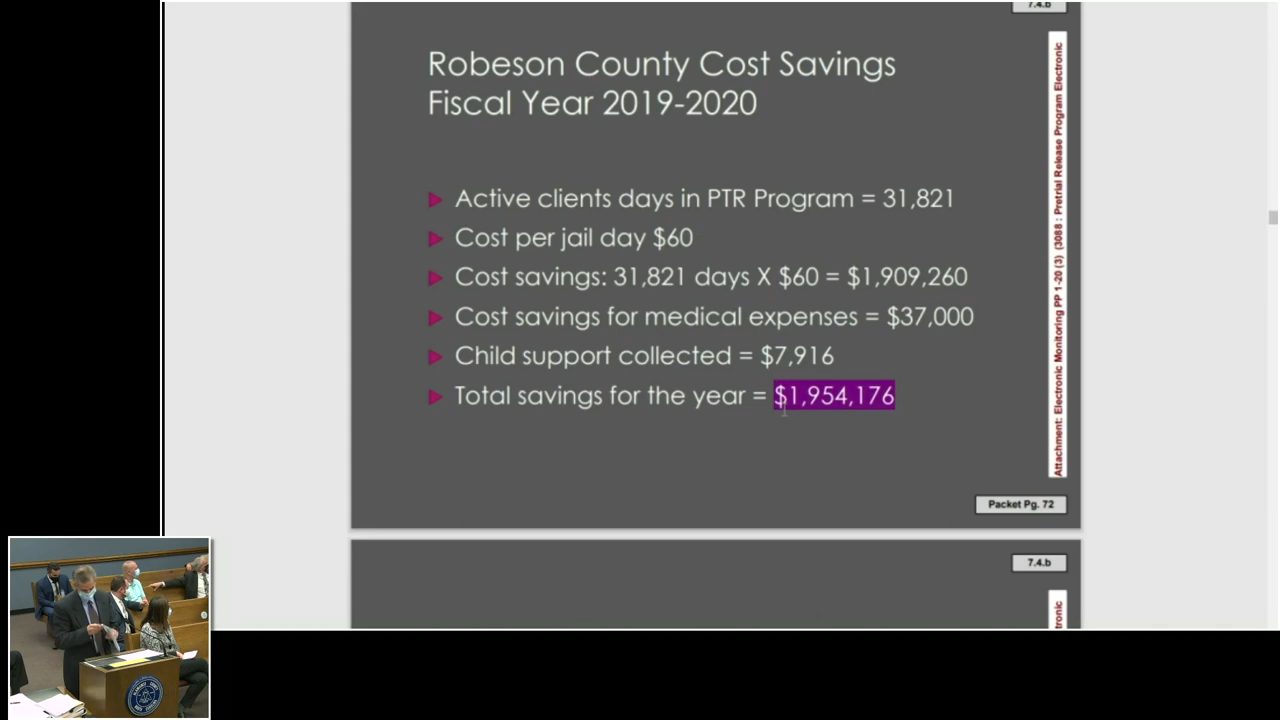 7.4.b
Robeson County Cost Savings
Fiscal Year 2019-2020
Active clients days in PTR Program = 31,821
Cost per jail day $60
Cost savings: 31,821 days X $60 = $1,909,260
Cost savings for medical expenses = $37,000
Child support collected = $7,916
Total savings for the year = $1,954,176
Attachment: Electronic Monitoring PP 1-20 (3) (3088 : Pretrial Release Program Electronic
Packet Pg. 72
7.4.b
tronic